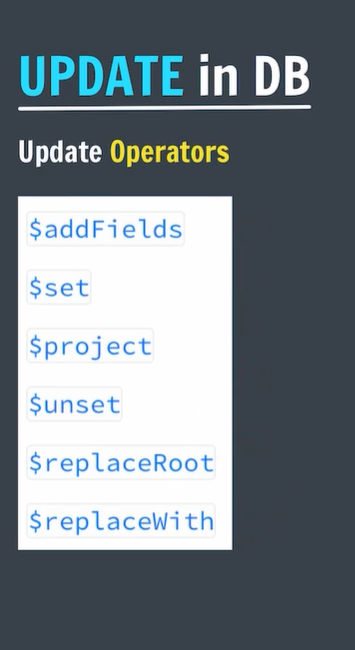 UPDATE in DB
Update Operators
$addFields
$set
$project
$unset
$replaceRoot
$replaceWith